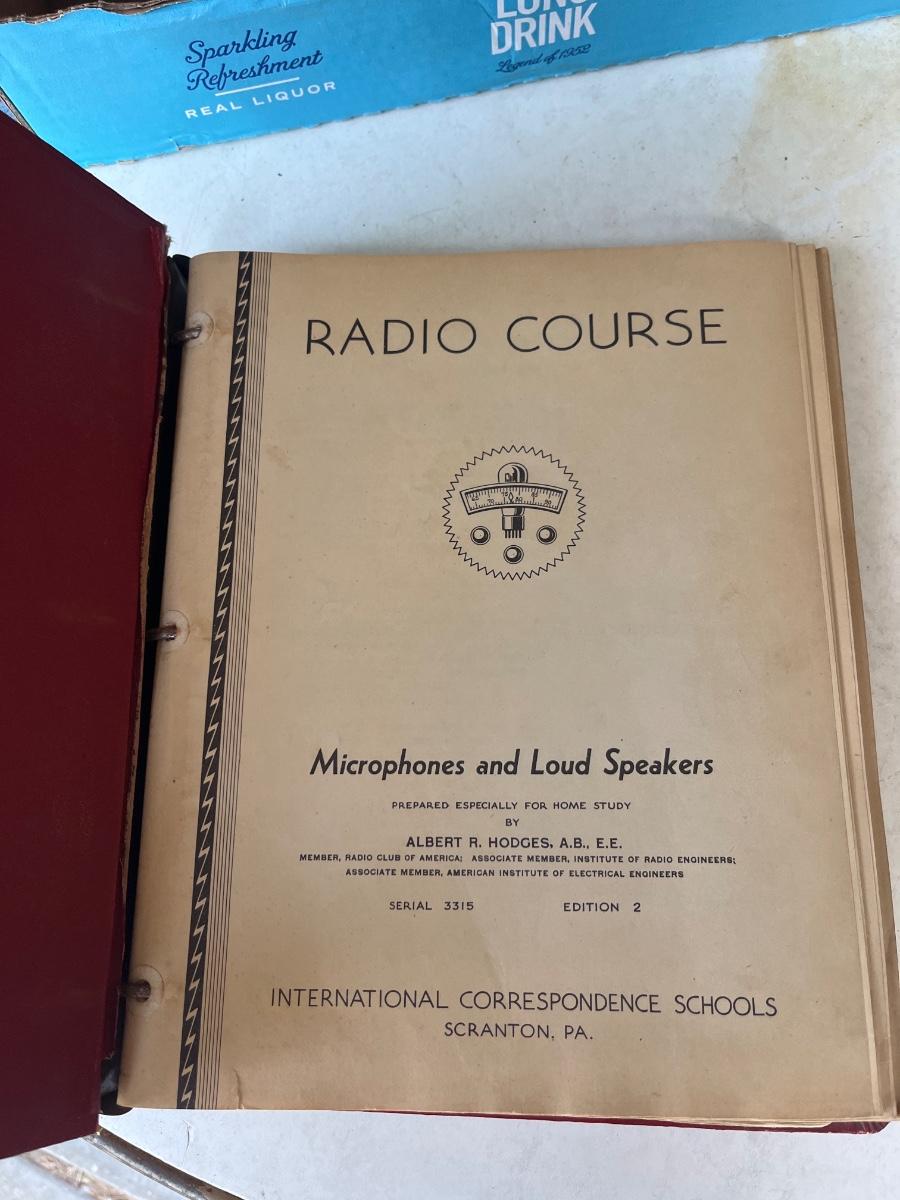 Sparkling
Refreshment
REAL LIQUOR
DRINK
Legend of 1952
RADIO COURSE
Microphones and Loud Speakers
PREPARED ESPECIALLY FOR HOME STUDY
BY
ALBERT R. HODGES, A.B., E.E.
MEMBER, RADIO CLUB OF AMERICA; ASSOCIATE MEMBER, INSTITUTE OF RADIO ENGINEERS;
ASSOCIATE MEMBER, AMERICAN INSTITUTE OF ELECTRICAL ENGINEERS
SERIAL 3315 EDITION 2
INTERNATIONAL CORRESPONDENCE SCHOOLS
SCRANTON, PA.